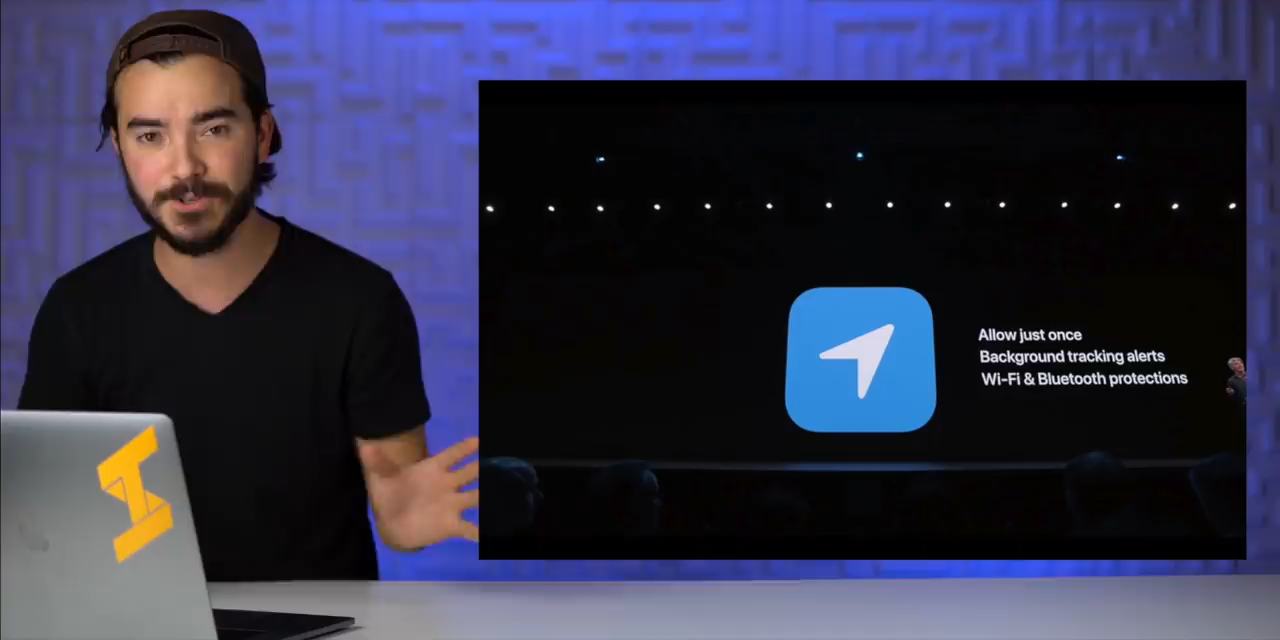 Allow just once
Background tracking alerts
Wi-Fi & Bluetooth protections